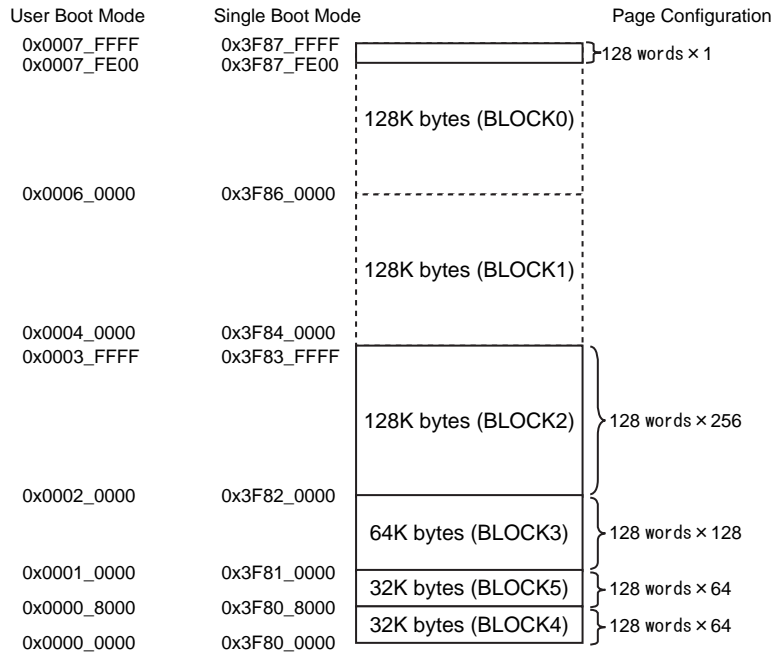 User Boot Mode Single Boot Mode Page Configuration
0x0007_FFFF 0x3F87_FFFF
0x0007_FE00 0x3F87_FE00 128 words×1
128K bytes (BLOCK0)
0x0006_0000 0x3F86_0000
128K bytes (BLOCK1)
0x0004_0000 0x3F84_0000
0x0003_FFFF 0x3F83_FFFF
128K bytes (BLOCK2) 128 words×256
0x0002_0000 0x3F82_0000
64K bytes (BLOCK3) 128 words×128
0x0001_0000 0x3F81_0000
32K bytes (BLOCK5) 128 words×64
0x0000_8000 0x3F80_8000
32K bytes (BLOCK4) 128 words×64
0x0000_0000 0x3F80_0000